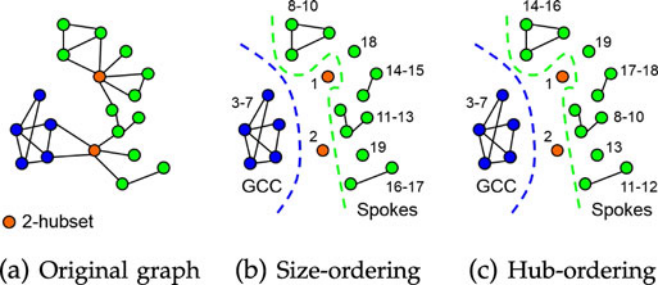 8-10
18
1
14-15
3-7
11-13
2
19
GCC
16-17
Spokes
14-16
19
1
17-18
3-7
8-10
2
13
GCC
11-12
Spokes
2-hubset
(a) Original graph
(b) Size-ordering
(c) Hub-ordering